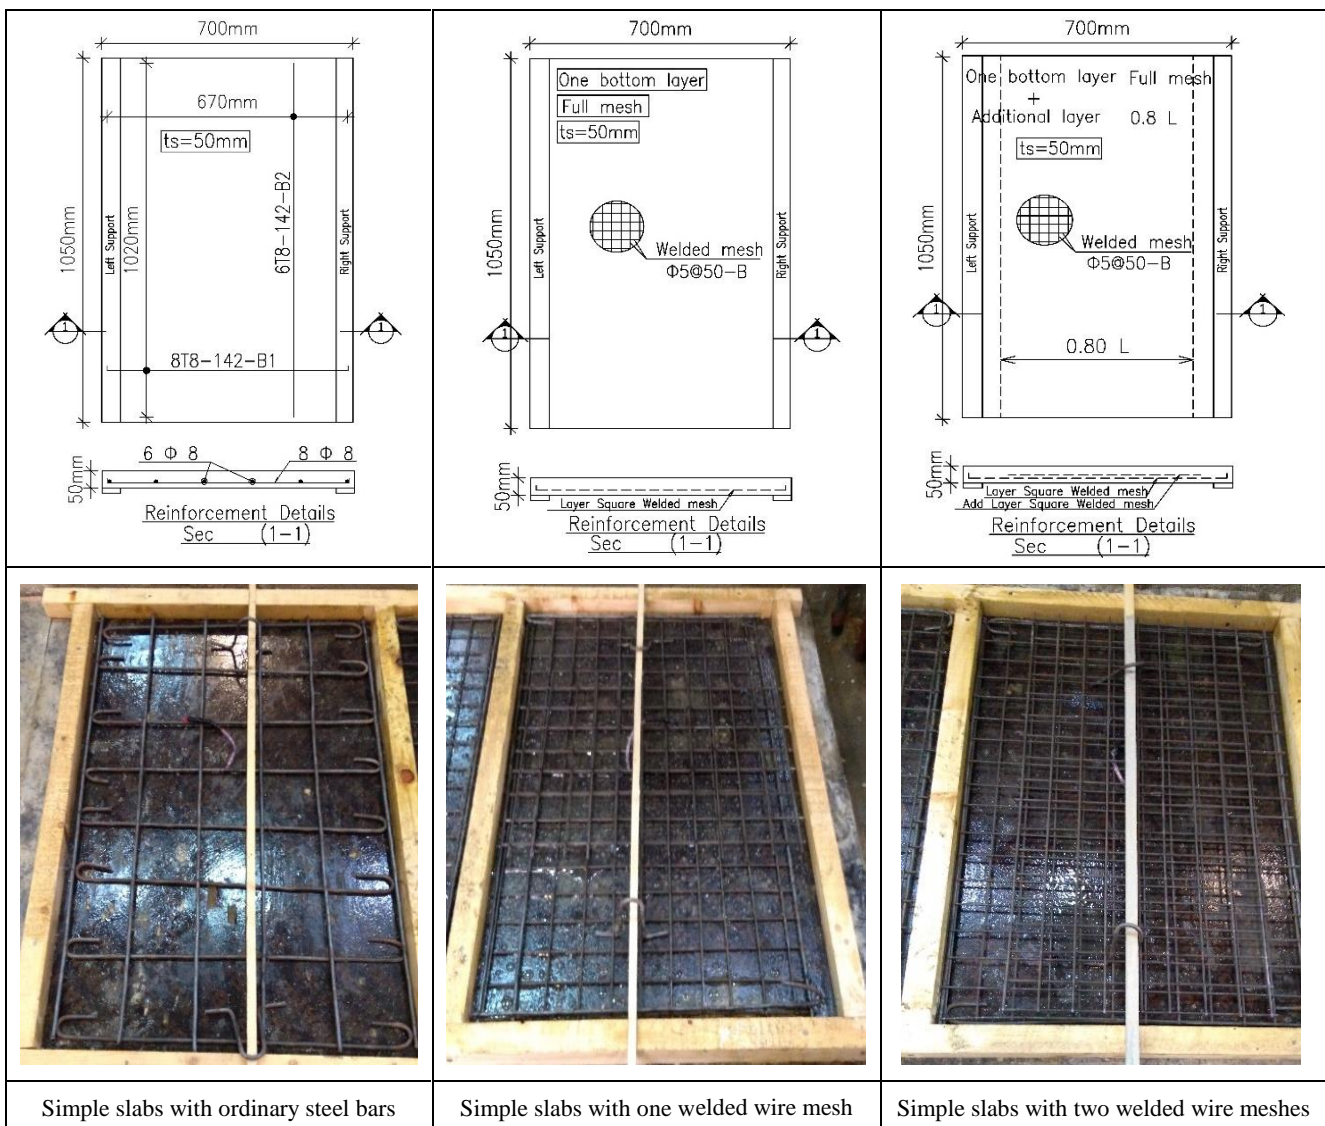 700mm
670mm
ts=50mm
1050mm
Left Support
1020mm
6T8-142-B2
Right Support
1
1
8T8-142-B1
6 Φ 8
8 Φ 8
50mm
Reinforcement Details
Sec (1-1)
700mm
One bottom layer
Full mesh
ts=50mm
1050mm
Left Support
Welded mesh
Φ5@50-B
Right Support
1
1
50mm
Layer Square Welded mesh
Reinforcement Details
Sec (1-1)
700mm
One bottom layer Full mesh
+
Additional layer 0.8 L
ts=50mm
1050mm
Left Support
Welded mesh
Φ5@50-B
Right Support
1
1
0.80 L
50mm
Layer Square Welded mesh
Add Layer Square Welded mesh
Reinforcement Details
Sec (1-1)
Simple slabs with ordinary steel bars
Simple slabs with one welded wire mesh
Simple slabs with two welded wire meshes